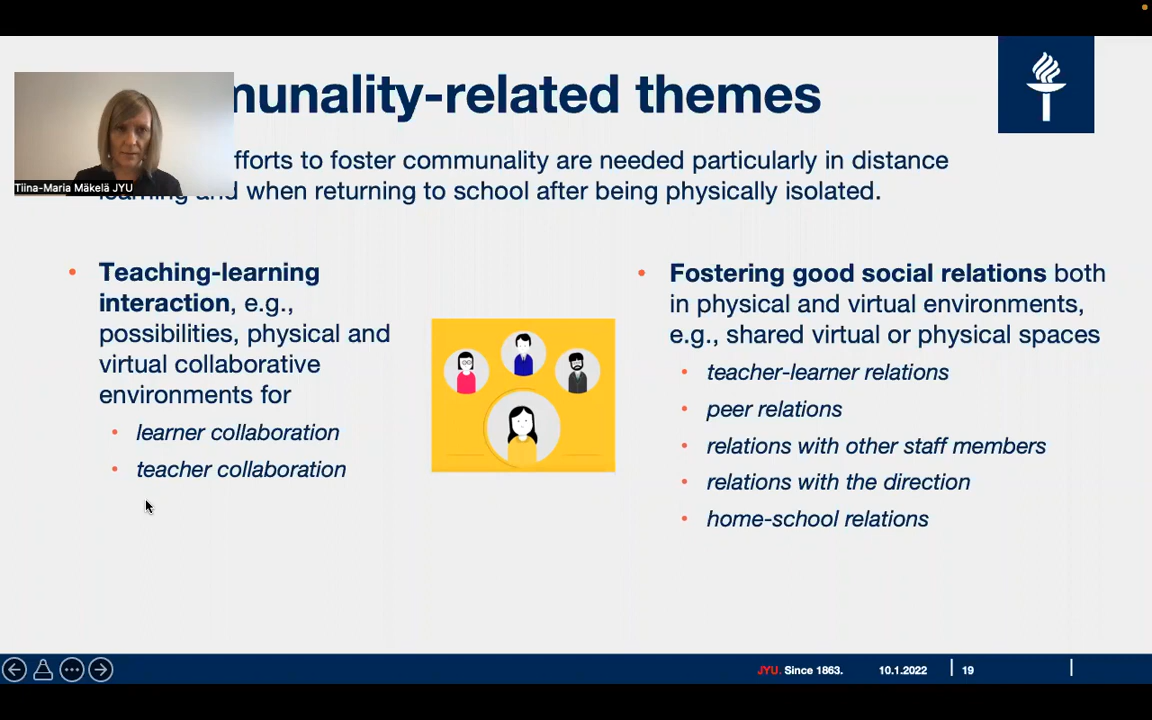 munality-related themes
fforts to foster communality are needed particularly in distance
learning and when returning to school after being physically isolated.
Tiina-Maria Mäkelä JYU
• Teaching-learning
interaction, e.g.,
possibilities, physical and
virtual collaborative
environments for
• learner collaboration
• teacher collaboration
• Fostering good social relations both
in physical and virtual environments,
e.g., shared virtual or physical spaces
• teacher-learner relations
• peer relations
• relations with other staff members
• relations with the direction
• home-school relations
JYU. Since 1863. 10.1.2022 19